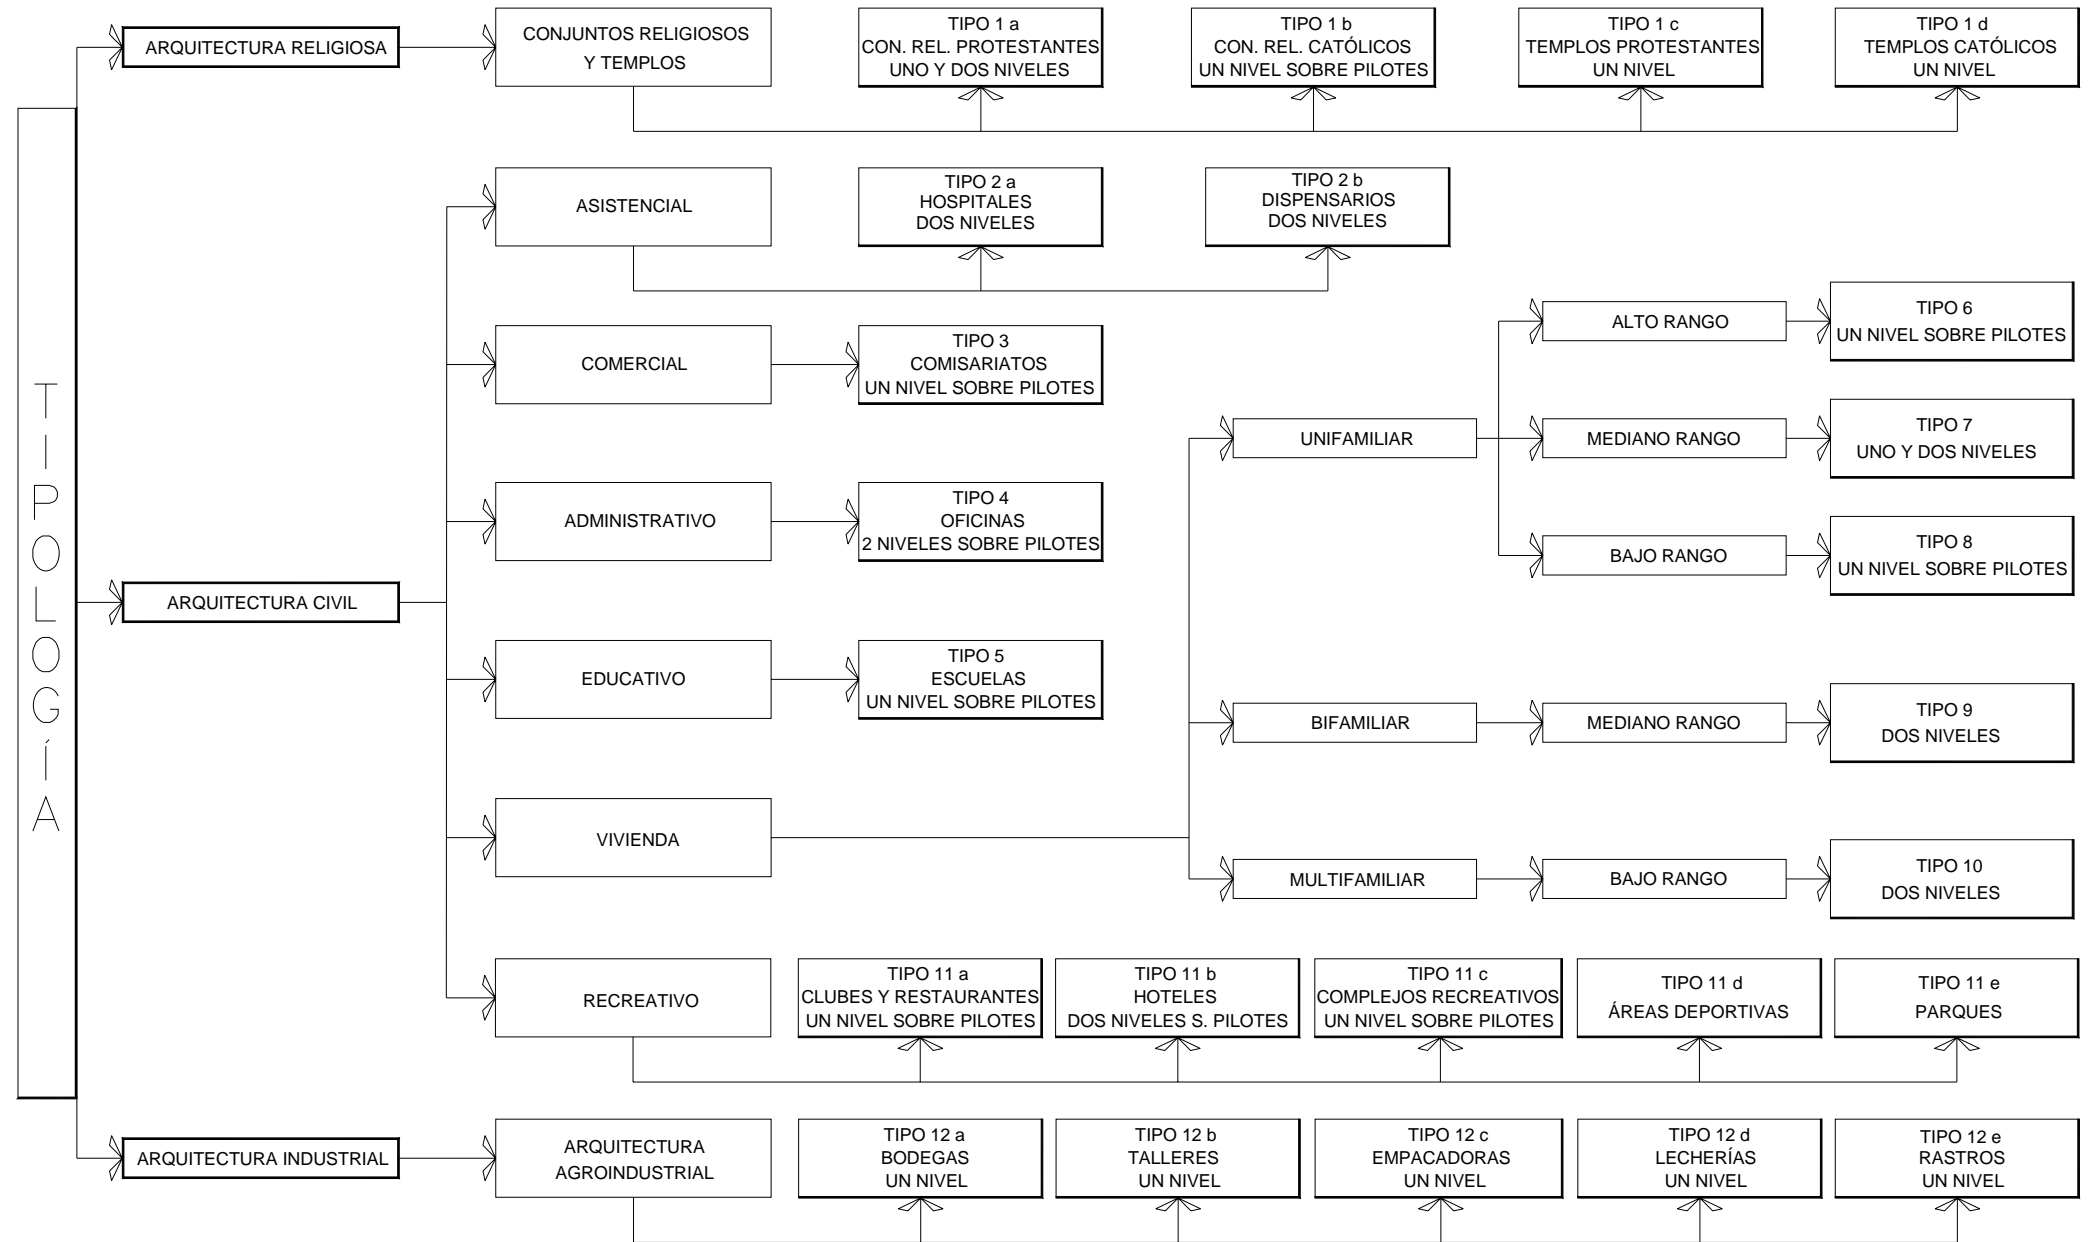 TIPOLOGÍA
ARQUITECTURA RELIGIOSA
CONJUNTOS RELIGIOSOS
Y TEMPLOS
TIPO 1 a
CON. REL. PROTESTANTES
UNO Y DOS NIVELES
TIPO 1 b
CON. REL. CATÓLICOS
UN NIVEL SOBRE PILOTES
TIPO 1 c
TEMPLOS PROTESTANTES
UN NIVEL
TIPO 1 d
TEMPLOS CATÓLICOS
UN NIVEL
ARQUITECTURA CIVIL
ASISTENCIAL
TIPO 2 a
HOSPITALES
DOS NIVELES
TIPO 2 b
DISPENSARIOS
DOS NIVELES
COMERCIAL
TIPO 3
COMISARIATOS
UN NIVEL SOBRE PILOTES
ADMINISTRATIVO
TIPO 4
OFICINAS
2 NIVELES SOBRE PILOTES
EDUCATIVO
TIPO 5
ESCUELAS
UN NIVEL SOBRE PILOTES
VIVIENDA
UNIFAMILIAR
ALTO RANGO
TIPO 6
UN NIVEL SOBRE PILOTES
MEDIANO RANGO
TIPO 7
UNO Y DOS NIVELES
BAJO RANGO
TIPO 8
UN NIVEL SOBRE PILOTES
BIFAMILIAR
MEDIANO RANGO
TIPO 9
DOS NIVELES
MULTIFAMILIAR
BAJO RANGO
TIPO 10
DOS NIVELES
RECREATIVO
TIPO 11 a
CLUBES Y RESTAURANTES
UN NIVEL SOBRE PILOTES
TIPO 11 b
HOTELES
DOS NIVELES S. PILOTES
TIPO 11 c
COMPLEJOS RECREATIVOS
UN NIVEL SOBRE PILOTES
TIPO 11 d
ÁREAS DEPORTIVAS
TIPO 11 e
PARQUES
ARQUITECTURA INDUSTRIAL
ARQUITECTURA
AGROINDUSTRIAL
TIPO 12 a
BODEGAS
UN NIVEL
TIPO 12 b
TALLERES
UN NIVEL
TIPO 12 c
EMPACADORAS
UN NIVEL
TIPO 12 d
LECHERÍAS
UN NIVEL
TIPO 12 e
RASTROS
UN NIVEL